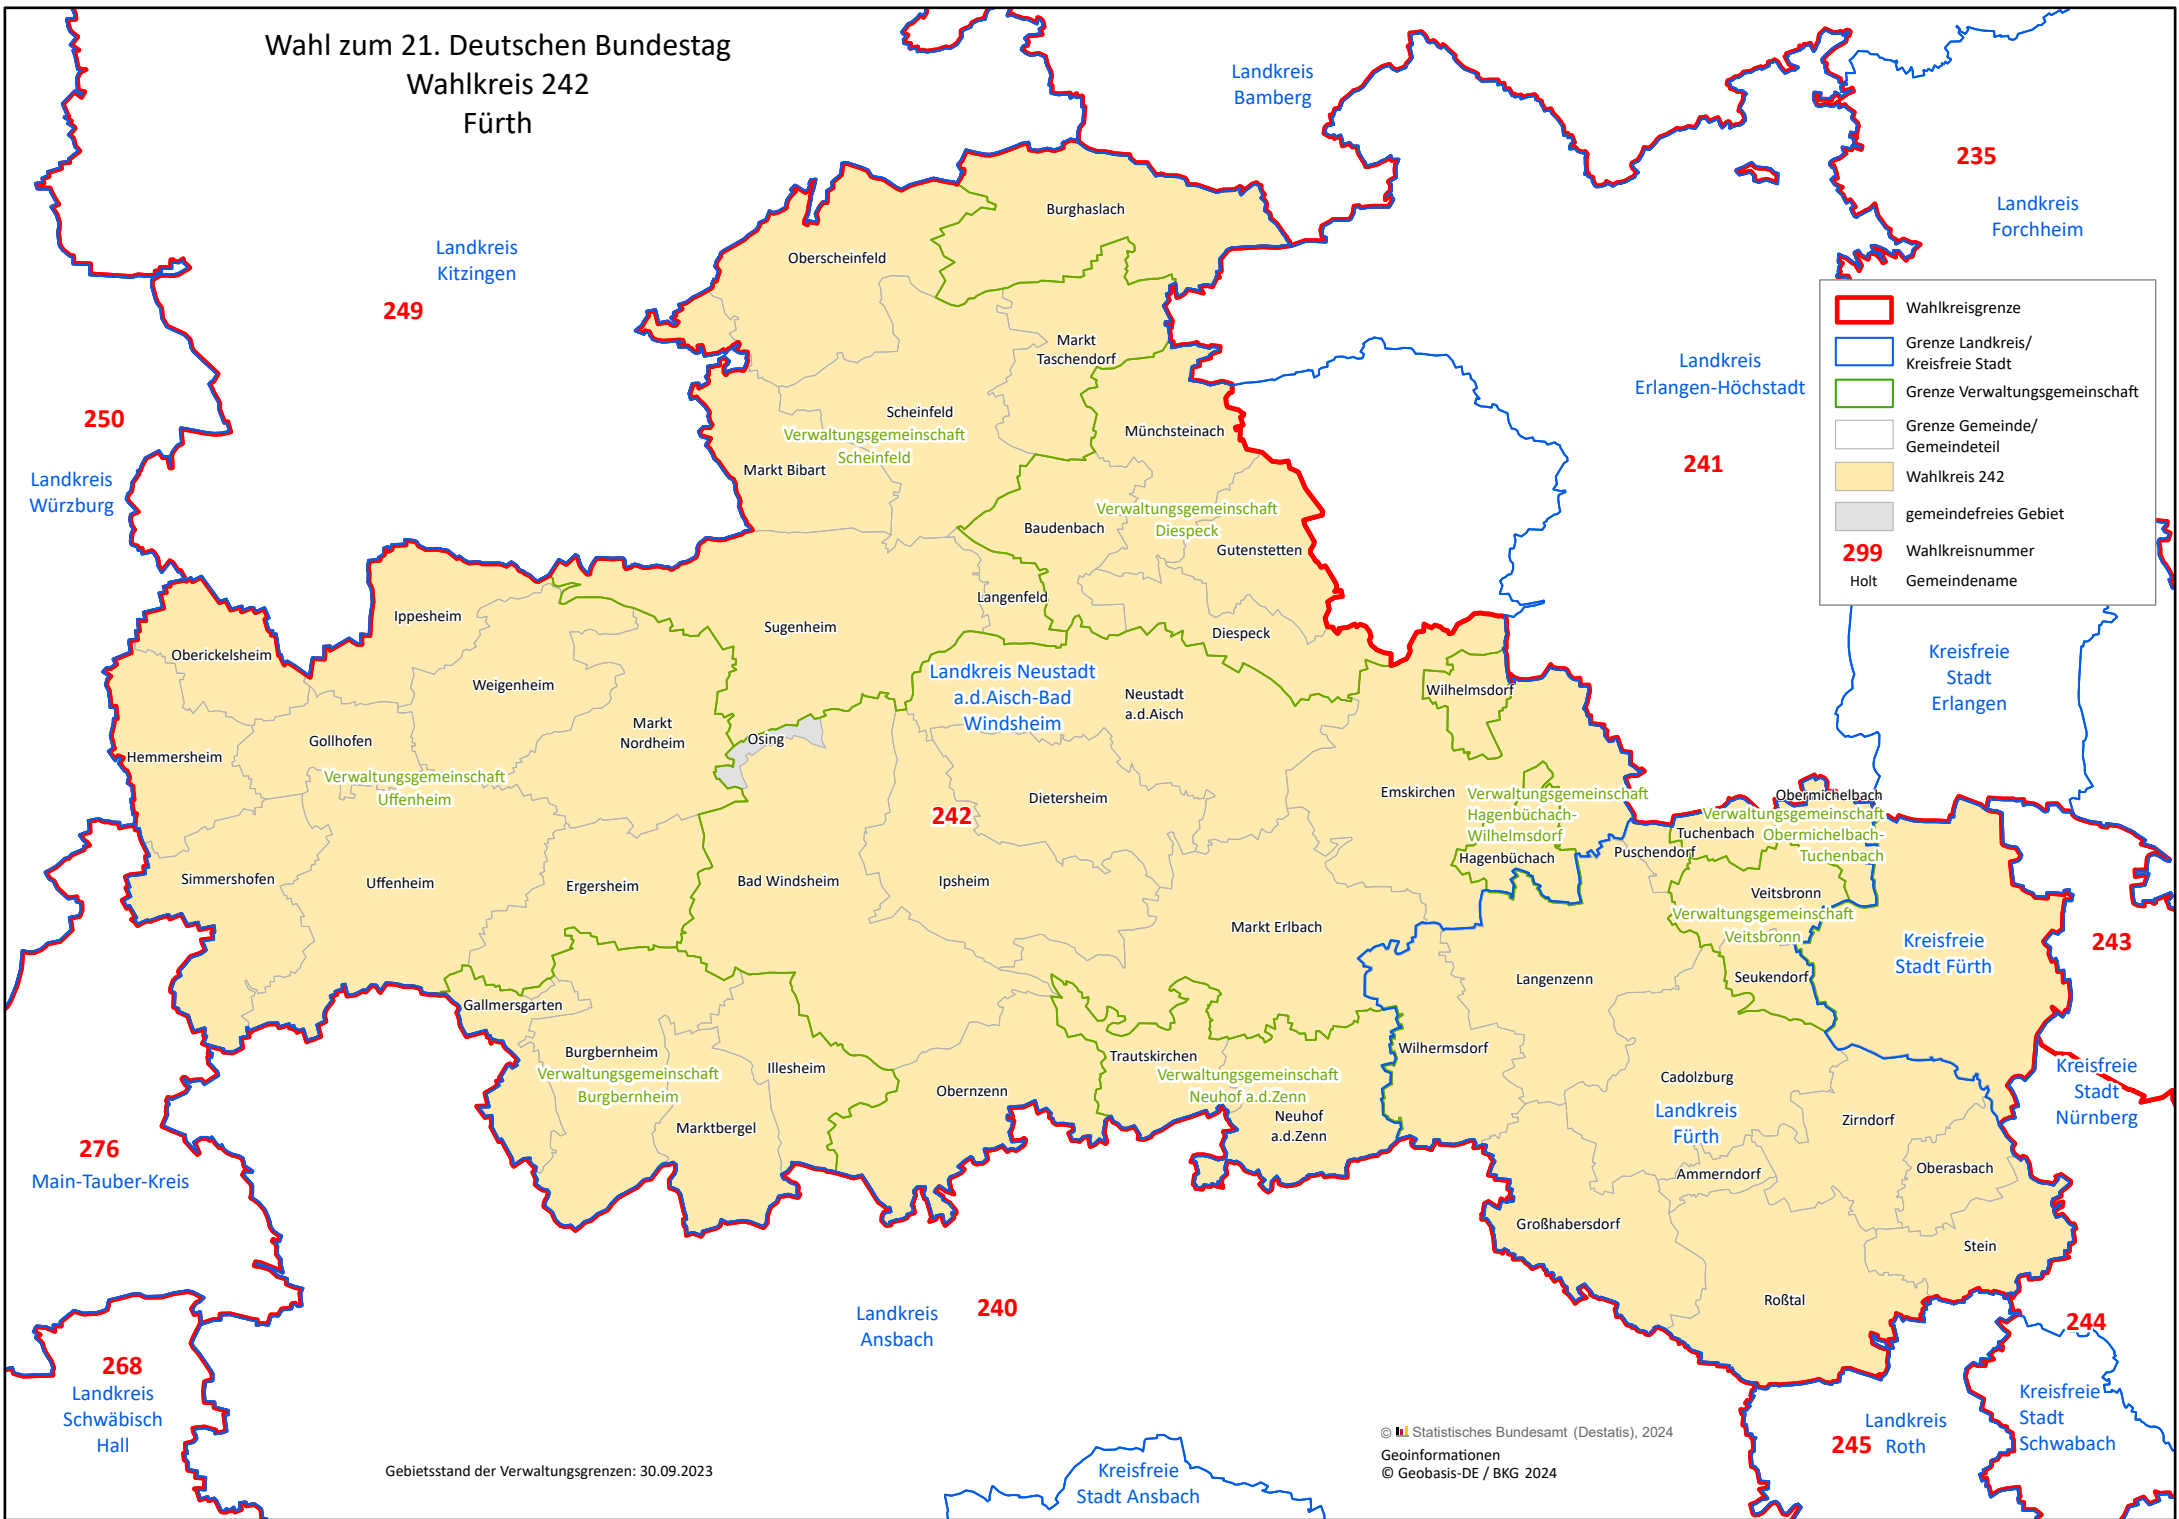 Wahl zum 21. Deutschen Bundestag
Wahlkreis 242
Fürth
Landkreis
Bamberg
235
Landkreis
Forchheim
Landkreis
Kitzingen
249
Burghaslach
Oberscheinfeld
Markt
Taschendorf
Landkreis
Erlangen-Höchstadt
241
Wahlkreisgrenze
Grenze Landkreis/
Kreisfreie Stadt
Grenze Verwaltungsgemeinschaft
Grenze Gemeinde/
Gemeindeteil
Wahlkreis 242
gemeindefreies Gebiet
299 Wahlkreisnummer
Holt Gemeindename
250
Landkreis
Würzburg
Scheinfeld
Verwaltungsgemeinschaft
Scheinfeld
Markt Bibart
Münchsteinach
Verwaltungsgemeinschaft
Diespeck
Baudenbach
Gutenstetten
Langenfeld
Sugenheim
Diespeck
Ippesheim
Oberickelsheim
Weigenheim
Markt
Nordheim
Gollhofen
Hemmersheim
Verwaltungsgemeinschaft
Uffenheim
Osing
Landkreis Neustadt
a.d.Aisch-Bad
Windsheim
Neustadt
a.d.Aisch
Wilhelmsdorf
Kreisfreie
Stadt
Erlangen
242
Dietersheim
Emskirchen
Verwaltungsgemeinschaft
Hagenbüchach-
Wilhelmsdorf
Hagenbüchach
Obermichelbach
Verwaltungsgemeinschaft
Obermichelbach-
Tuchenbach
Tuchenbach
Puschendorf
Simmershofen
Uffenheim
Ergersheim
Bad Windsheim
Ipsheim
Markt Erlbach
Veitsbronn
Verwaltungsgemeinschaft
Veitsbronn
Seukendorf
Kreisfreie
Stadt Fürth
243
Langenzenn
Gallmersgarten
Burgbernheim
Verwaltungsgemeinschaft
Burgbernheim
Illesheim
Marktbergel
Obernzenn
Trautskirchen
Verwaltungsgemeinschaft
Neuhof a.d.Zenn
Neuhof
a.d.Zenn
Wilhermsdorf
Cadolzburg
Landkreis
Fürth
Zirndorf
Kreisfreie
Stadt
Nürnberg
Ammerndorf
Oberasbach
Großhabersdorf
Stein
Roßtal
276
Main-Tauber-Kreis
Landkreis
Ansbach
240
244
268
Landkreis
Schwäbisch
Hall
245
Landkreis
Roth
Kreisfreie
Stadt
Schwabach
Kreisfreie
Stadt Ansbach
Gebietsstand der Verwaltungsgrenzen: 30.09.2023
© Statistisches Bundesamt (Destatis), 2024
Geoinformationen
© Geobasis-DE / BKG 2024